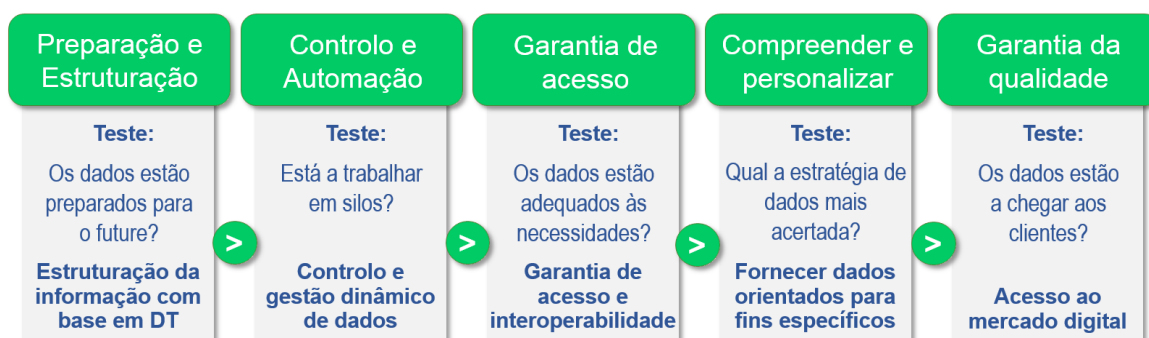 Preparação e
Estruturação
Teste:
Os dados estão
preparados para
o future?
Estruturação da
informação com
base em DT
>
Controlo e
Automação
Teste:
Está a trabalhar
em silos?
Controlo e
gestão dinâmico
de dados
>
Garantia de
acesso
Teste:
Os dados estão
adequados às
necessidades?
Garantia de
acesso e
interoperabilidade
>
Compreender e
personalizar
Teste:
Qual a estratégia de
dados mais
acertada?
Fornecer dados
orientados para
fins específicos
>
Garantia da
qualidade
Teste:
Os dados estão
a chegar aos
clientes?
Acesso ao
mercado digital